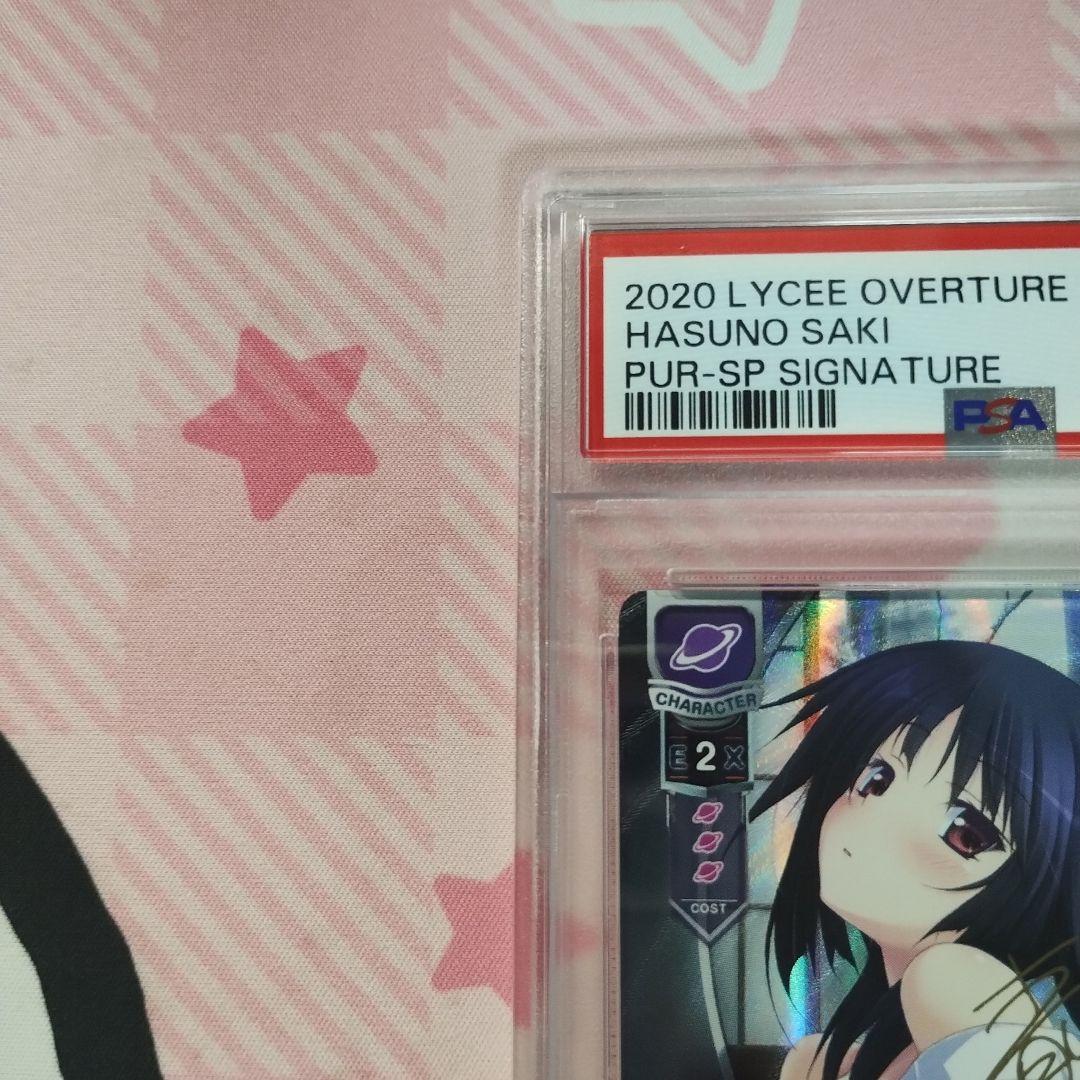 2020 LYCEE OVERTURE
HASUNO SAKI
PUR-SP SIGNATURE
PSA
CHARACTER
E 2 X
COST